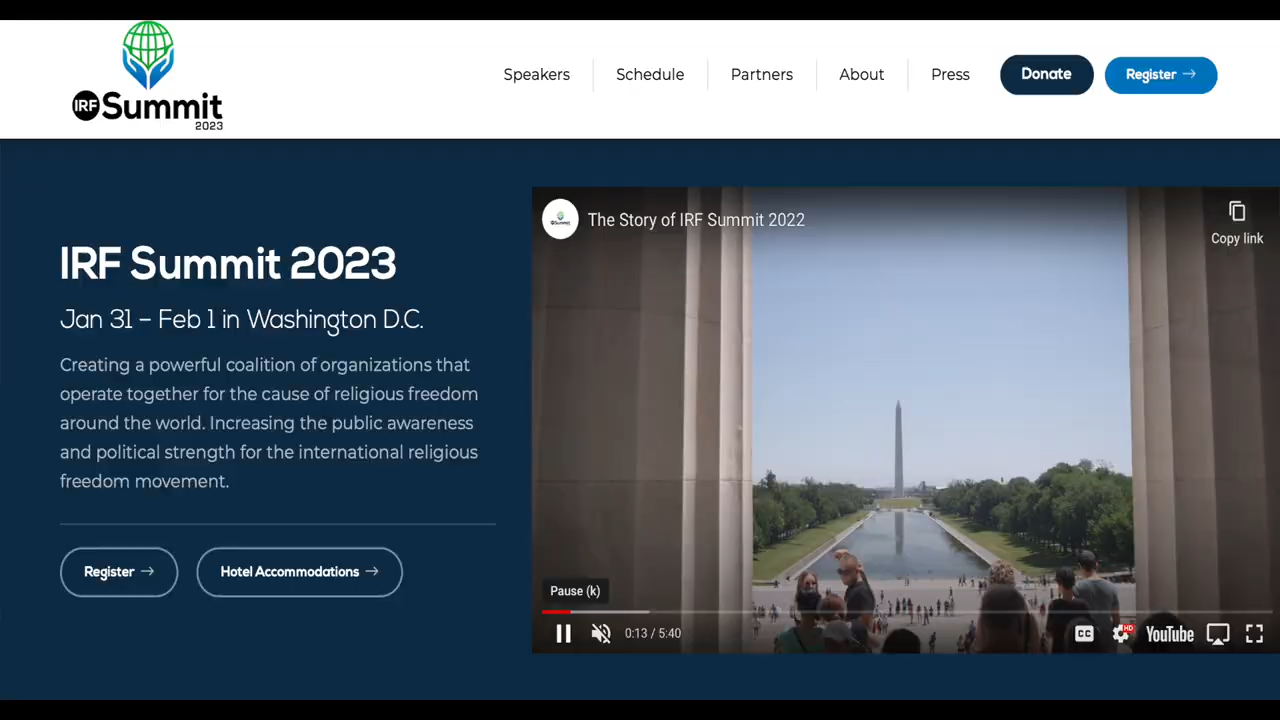 IRF Summit
2023
Speakers
Schedule
Partners
About
Press
Donate
Register →
IRF Summit 2023
Jan 31 – Feb 1 in Washington D.C.
Creating a powerful coalition of organizations that
operate together for the cause of religious freedom
around the world. Increasing the public awareness
and political strength for the international religious
freedom movement.
Register →
Hotel Accommodations →
The Story of IRF Summit 2022
Copy link
Pause (k)
0:13 / 5:40
CC
HD
YouTube